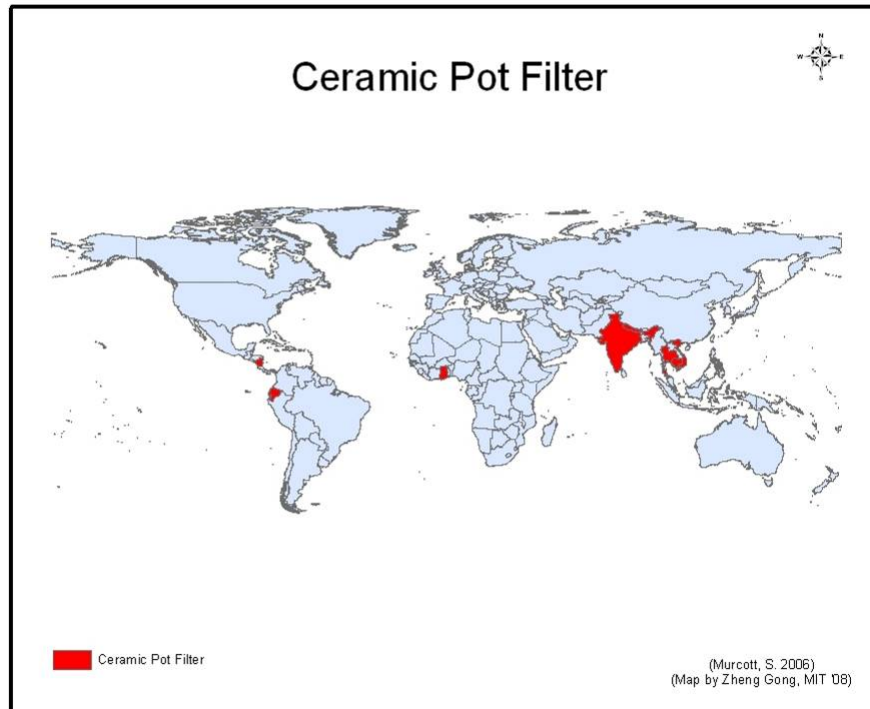 N
W E
S
Ceramic Pot Filter
Ceramic Pot Filter
(Murcott, S. 2006)
(Map by Zheng Gong, MIT '08)